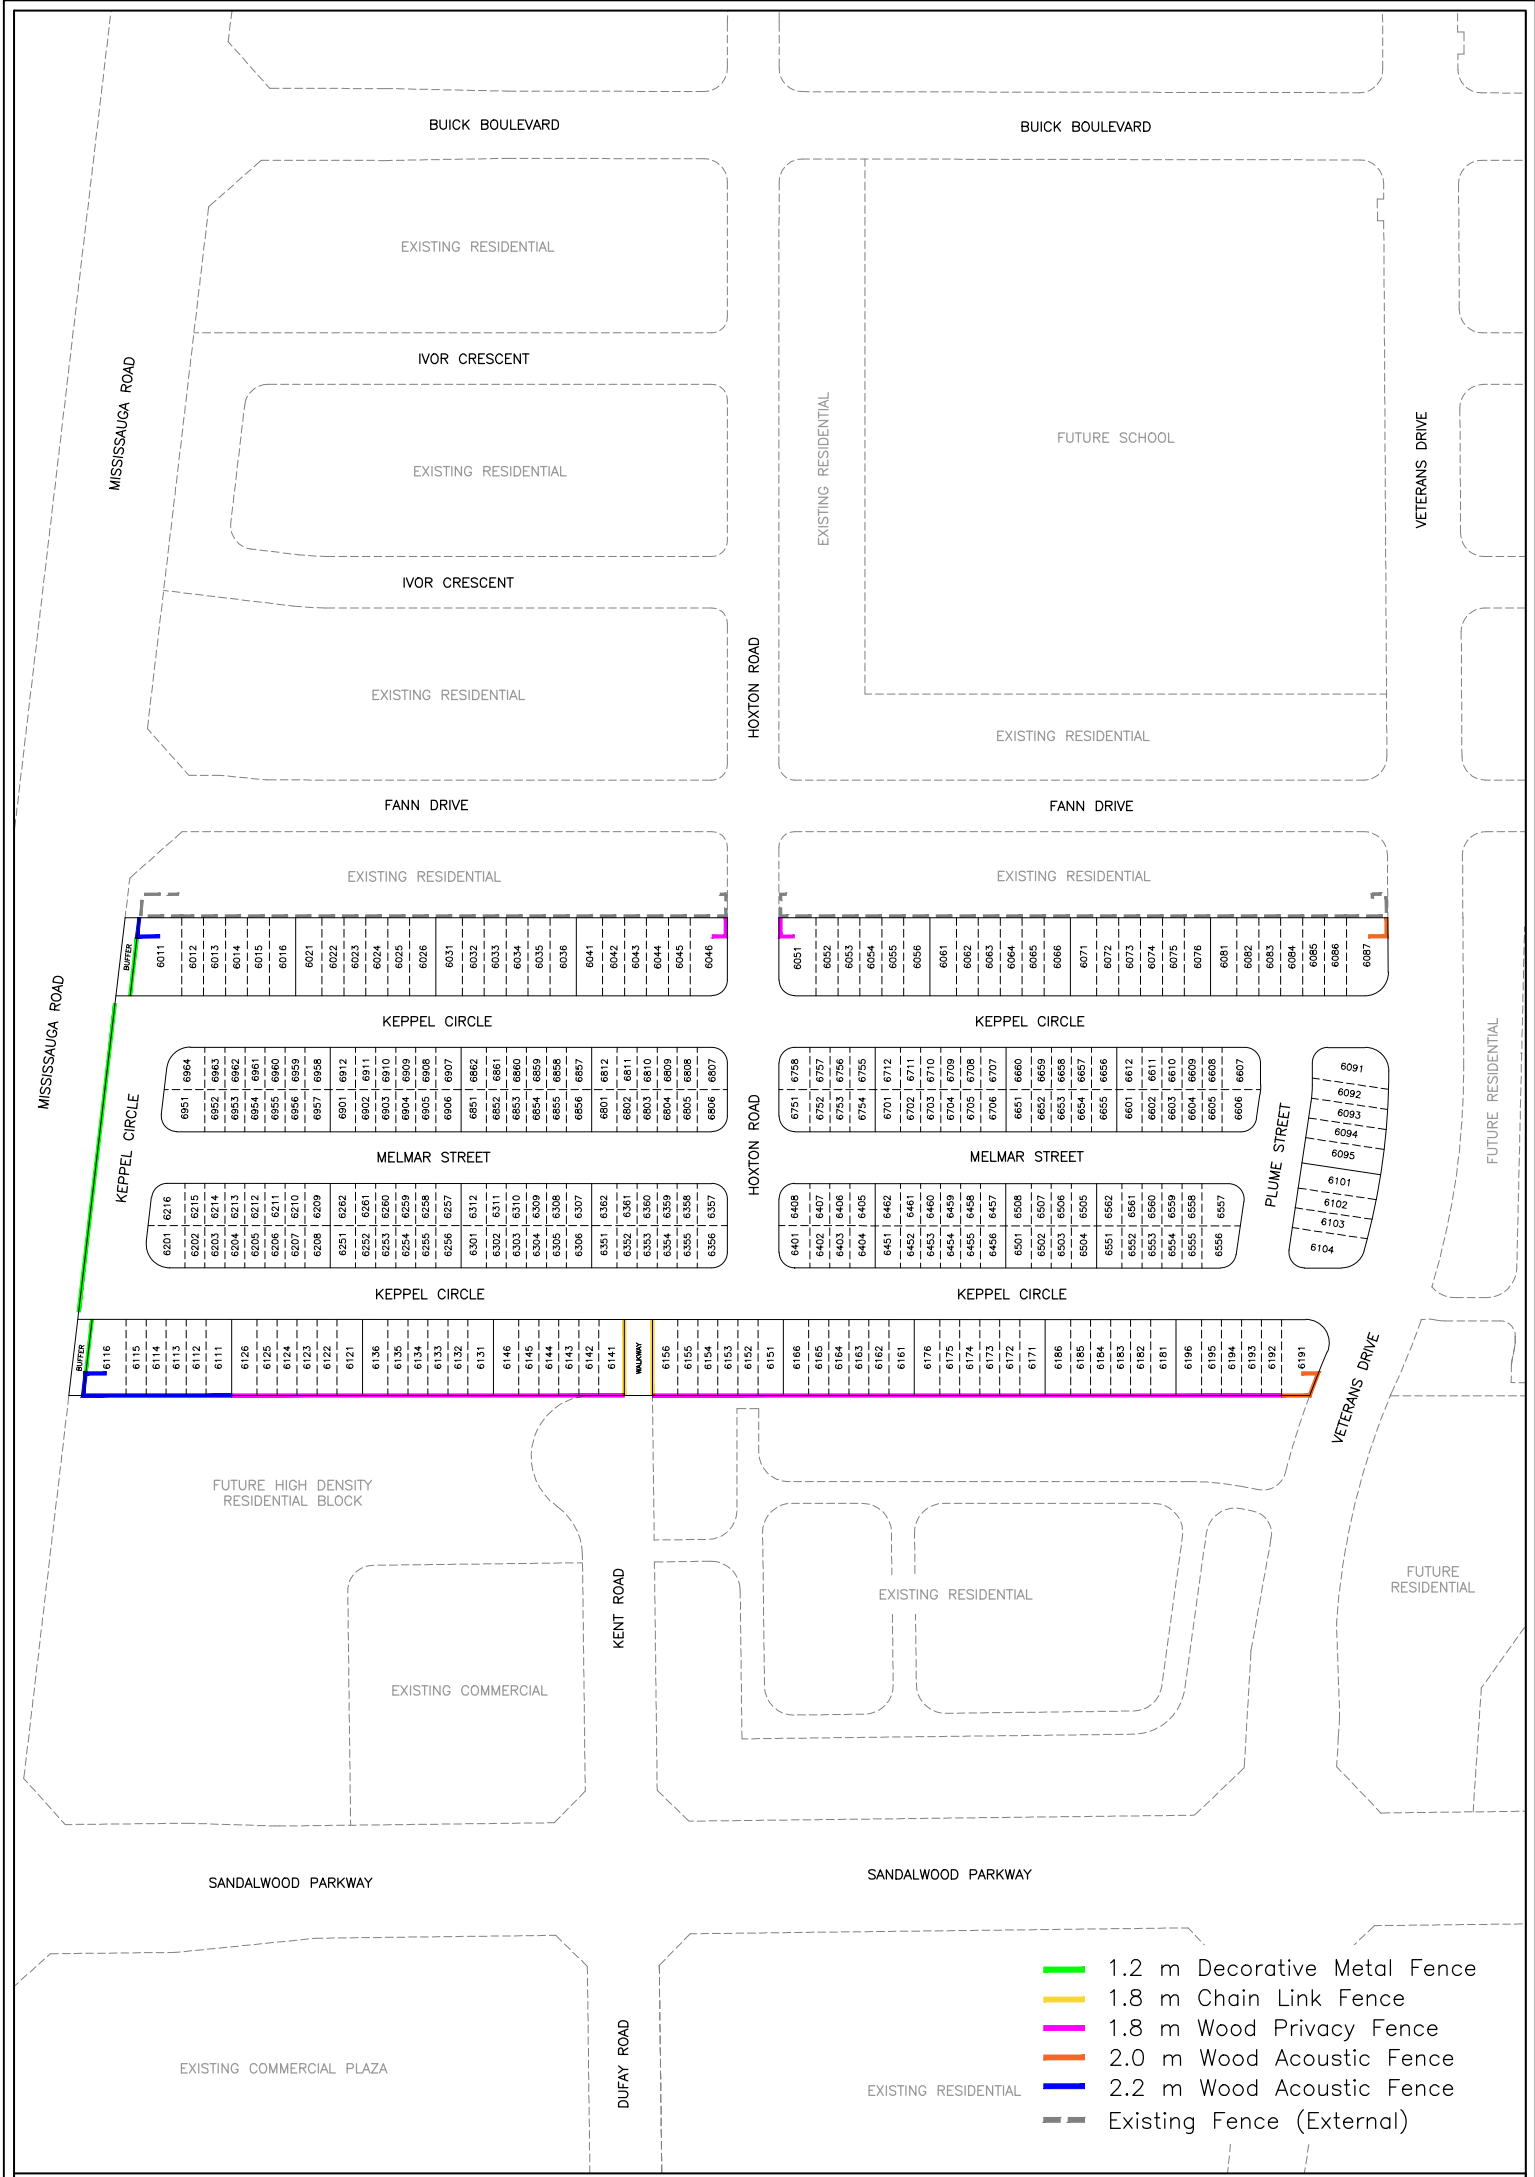 BUICK BOULEVARD
BUICK BOULEVARD
EXISTING RESIDENTIAL
IVOR CRESCENT
MISSISSAUGA ROAD
EXISTING RESIDENTIAL
EXISTING RESIDENTIAL
FUTURE SCHOOL
VETERANS DRIVE
IVOR CRESCENT
HOXTON ROAD
EXISTING RESIDENTIAL
EXISTING RESIDENTIAL
FANN DRIVE
FANN DRIVE
EXISTING RESIDENTIAL
EXISTING RESIDENTIAL
BUFFER
6011 6012 6013 6014 6015 6016 6021 6022 6023 6024 6025 6026 6031 6032 6033 6034 6035 6036 6041 6042 6043 6044 6045 6046
6051 6052 6053 6054 6055 6056 6061 6062 6063 6064 6065 6066 6071 6072 6073 6074 6075 6076 6081 6082 6083 6084 6085 6086 6087
MISSISSAUGA ROAD
KEPPEL CIRCLE
KEPPEL CIRCLE
FUTURE RESIDENTIAL
6964 6963 6962 6961 6960 6959 6958 6912 6911 6910 6909 6908 6907 6862 6861 6860 6859 6858 6857 6812 6811 6810 6809 6808 6807
6758 6757 6756 6755 6712 6711 6710 6709 6708 6707 6660 6659 6658 6657 6656 6612 6611 6610 6609 6608 6607
6951 6952 6953 6954 6955 6956 6957 6901 6902 6903 6904 6905 6906 6851 6852 6853 6854 6855 6856 6801 6802 6803 6804 6805 6806
6751 6752 6753 6754 6701 6702 6703 6704 6705 6706 6651 6652 6653 6654 6655 6601 6602 6603 6604 6605 6606
6091
6092
6093
6094
6095
6101
6102
6103
6104
KEPPEL CIRCLE
MELMAR STREET
HOXTON ROAD
MELMAR STREET
PLUME STREET
6216 6215 6214 6213 6212 6211 6210 6209 6262 6261 6260 6259 6258 6257 6312 6311 6310 6309 6308 6307 6362 6361 6360 6359 6358 6357
6408 6407 6406 6405 6462 6461 6460 6459 6458 6457 6508 6507 6506 6505 6562 6561 6560 6559 6558 6557
6201 6202 6203 6204 6205 6206 6207 6208 6251 6252 6253 6254 6255 6256 6301 6302 6303 6304 6305 6306 6351 6352 6353 6354 6355 6356
6401 6402 6403 6404 6451 6452 6453 6454 6455 6456 6501 6502 6503 6504 6551 6552 6553 6554 6555 6556
KEPPEL CIRCLE
KEPPEL CIRCLE
BUFFER
6116 6115 6114 6113 6112 6111 6126 6125 6124 6123 6122 6121 6136 6135 6134 6133 6132 6131 6146 6145 6144 6143 6142 6141
WALKWAY
6156 6155 6154 6153 6152 6151 6166 6165 6164 6163 6162 6161 6176 6175 6174 6173 6172 6171 6186 6185 6184 6183 6182 6181 6196 6195 6194 6193 6192 6191
VETERANS DRIVE
FUTURE HIGH DENSITY
RESIDENTIAL BLOCK
KENT ROAD
EXISTING RESIDENTIAL
FUTURE
RESIDENTIAL
EXISTING COMMERCIAL
SANDALWOOD PARKWAY
SANDALWOOD PARKWAY
DUFAY ROAD
EXISTING COMMERCIAL PLAZA
EXISTING RESIDENTIAL
1.2 m Decorative Metal Fence
1.8 m Chain Link Fence
1.8 m Wood Privacy Fence
2.0 m Wood Acoustic Fence
2.2 m Wood Acoustic Fence
Existing Fence (External)